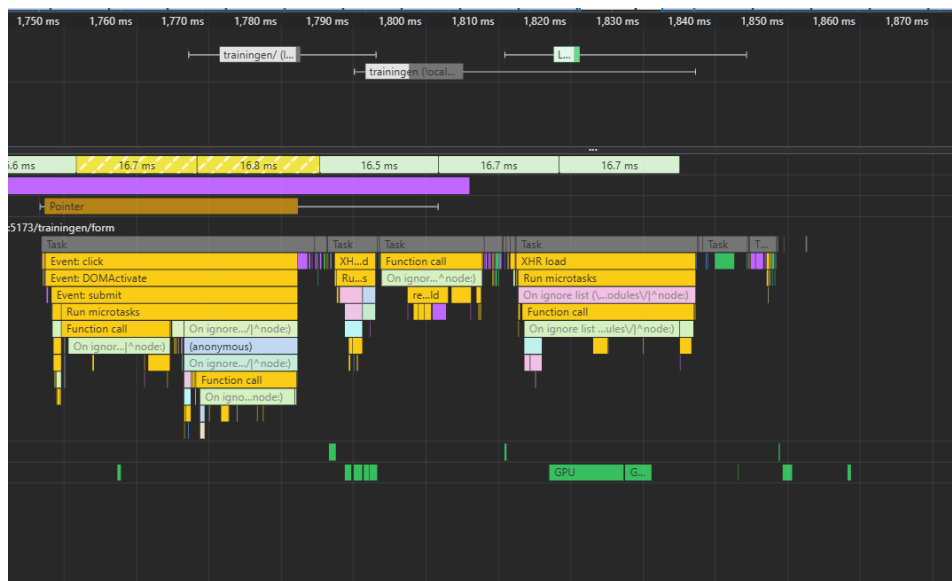 1,750 ms 1,760 ms 1,770 ms 1,780 ms 1,790 ms 1,800 ms 1,810 ms 1,820 ms 1,830 ms 1,840 ms 1,850 ms 1,860 ms 1,870 ms
trainingen/ (l... L...
trainingen (local...
...
6.6 ms 16.7 ms 16.8 ms 16.5 ms 16.7 ms 16.7 ms
Pointer
:5173/trainingen/form
Task Task Task Task Task T...
Event: click XH...d Function call XHR load
Event: DOMActivate Ru...s On ignor...^node:) Run microtasks
Event: submit re...ld On ignore list (\...odules\/|^node:)
Run microtasks Function call
Function call On ignore.../|^node:) On ignore list ...ules\/|^node:)
On ignor...|^node:) (anonymous)
On ignore.../|^node:)
Function call
On igno...node:)
GPU G...